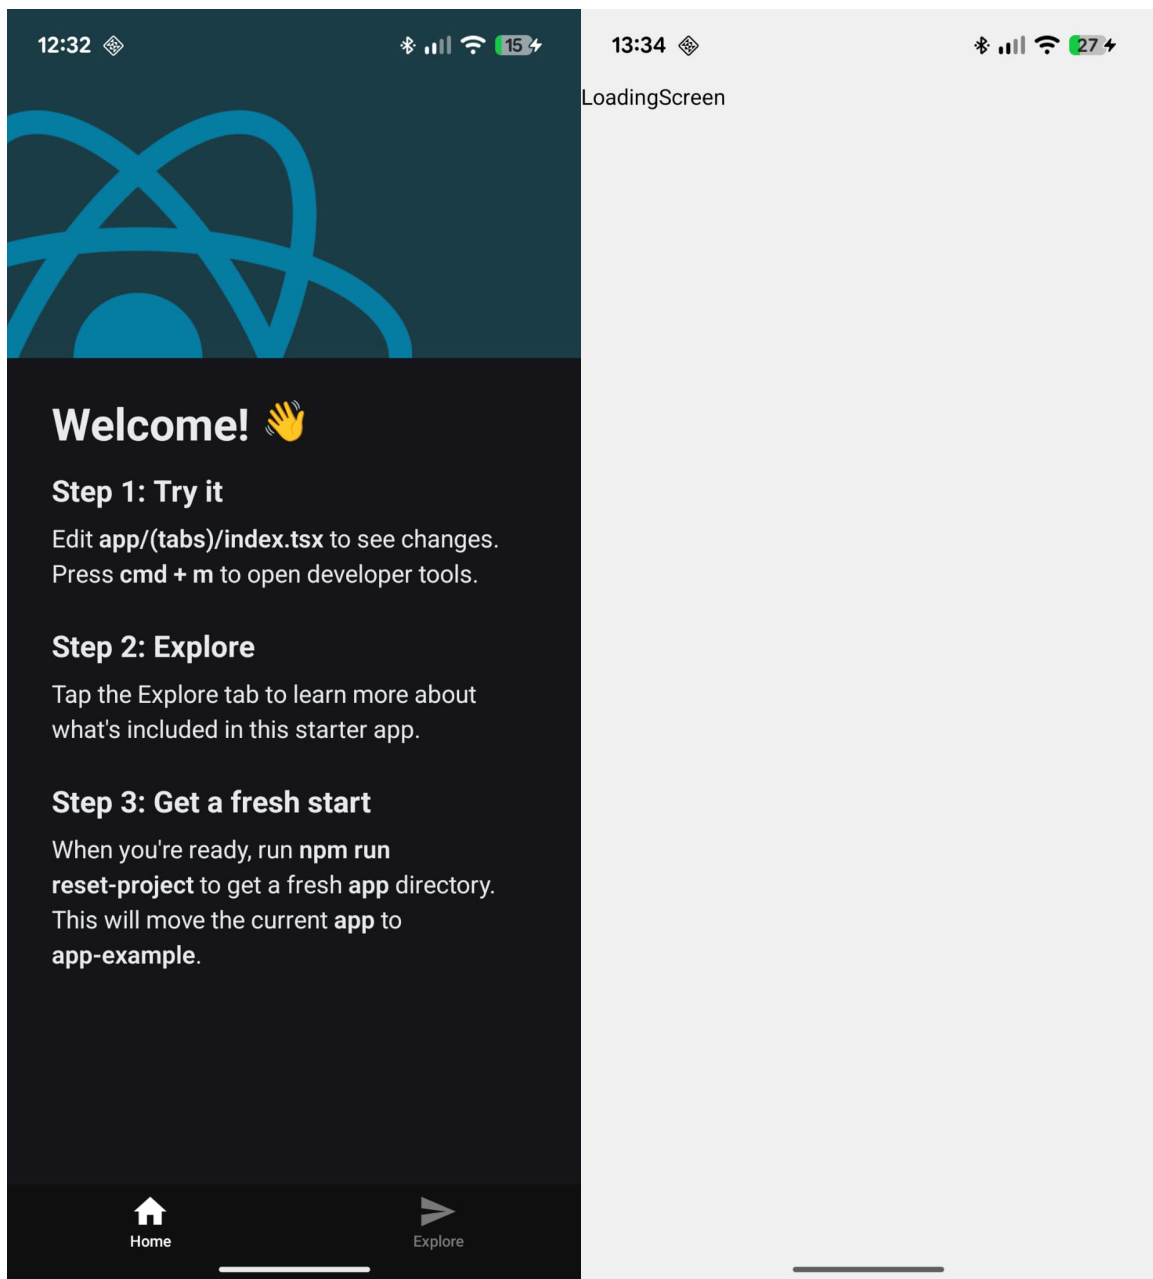 12:32
15
Welcome! 👋
Step 1: Try it
Edit app/(tabs)/index.tsx to see changes.
Press cmd + m to open developer tools.
Step 2: Explore
Tap the Explore tab to learn more about
what's included in this starter app.
Step 3: Get a fresh start
When you're ready, run npm run
reset-project to get a fresh app directory.
This will move the current app to
app-example.
Home
Explore
13:34
27
LoadingScreen